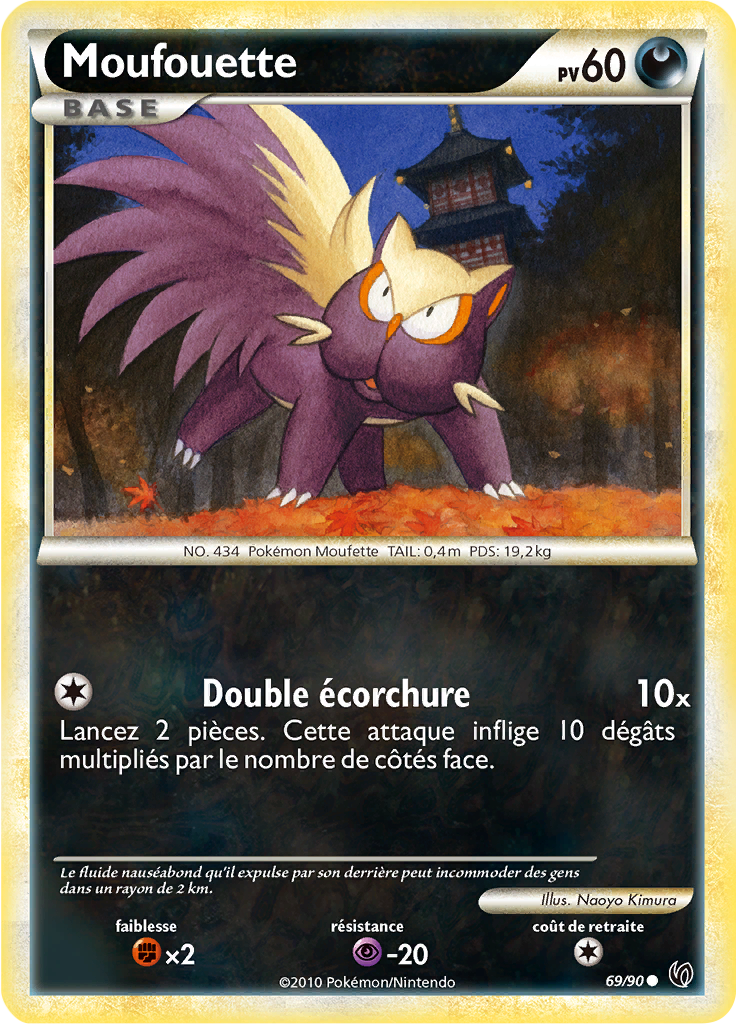 Moufouette
PV60
BASE
NO. 434 Pokémon Moufette TAIL: 0,4m PDS: 19,2kg
Double écorchure 10x
Lancez 2 pièces. Cette attaque inflige 10 dégâts
multipliés par le nombre de côtés face.
Le fluide nauséabond qu'il expulse par son derrière peut incommoder des gens
dans un rayon de 2 km.
Illus. Naoyo Kimura
faiblesse résistance coût de retraite
×2 -20
©2010 Pokémon/Nintendo
69/90